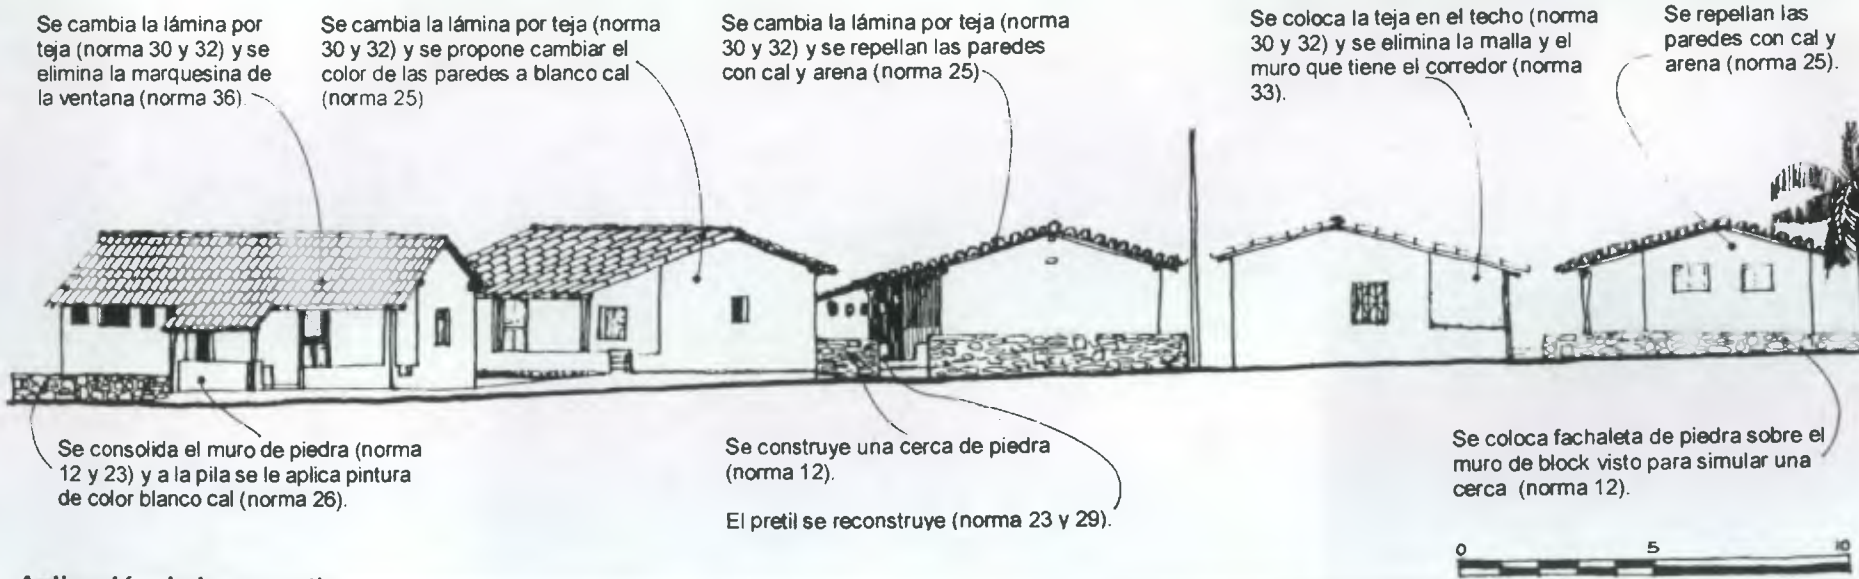 Se cambia la lámina por
teja (norma 30 y 32) y se
elimina la marquesina de
la ventana (norma 36).
Se cambia la lámina por teja (norma
30 y 32) y se propone cambiar el
color de las paredes a blanco cal
(norma 25)
Se cambia la lámina por teja (norma
30 y 32) y se repellan las paredes
con cal y arena (norma 25)
Se coloca la teja en el techo (norma
30 y 32) y se elimina la malla y el
muro que tiene el corredor (norma
33).
Se repellan las
paredes con cal y
arena (norma 25).
Se consolida el muro de piedra (norma
12 y 23) y a la pila se le aplica pintura
de color blanco cal (norma 26).
Se construye una cerca de piedra
(norma 12).
El pretil se reconstruye (norma 23 y 29).
Se coloca fachaleta de piedra sobre el
muro de block visto para simular una
cerca (norma 12).
0 5 10